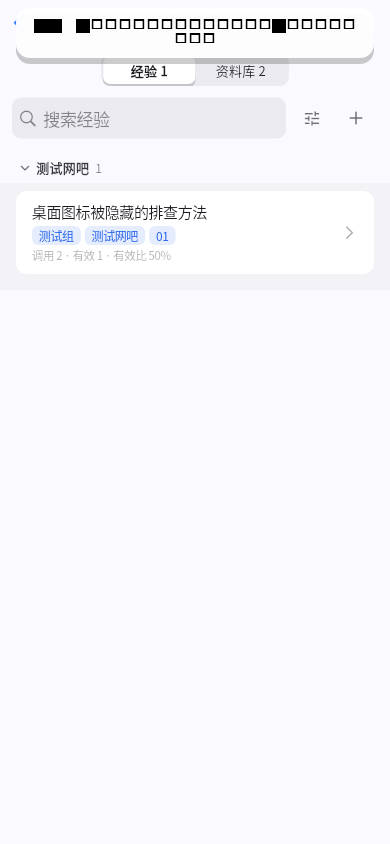 经验 1
资料库 2
搜索经验
测试网吧 1
桌面图标被隐藏的排查方法
测试组 测试网吧 01
调用 2 · 有效 1 · 有效比 50%